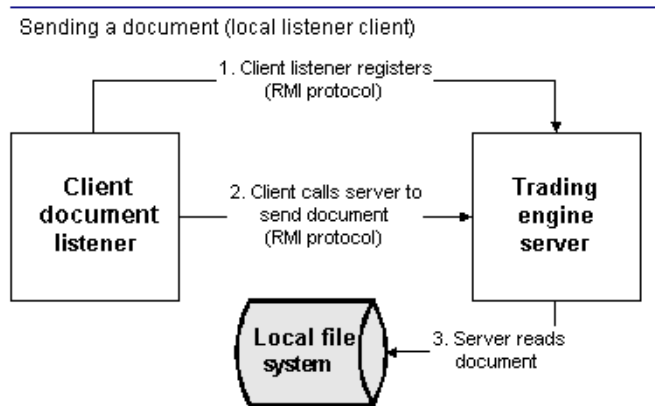 Sending a document (local listener client)
1. Client listener registers
(RMI protocol)
Client
document
listener
2. Client calls server to
send document
(RMI protocol)
Trading
engine
server
Local file
system
3. Server reads
document